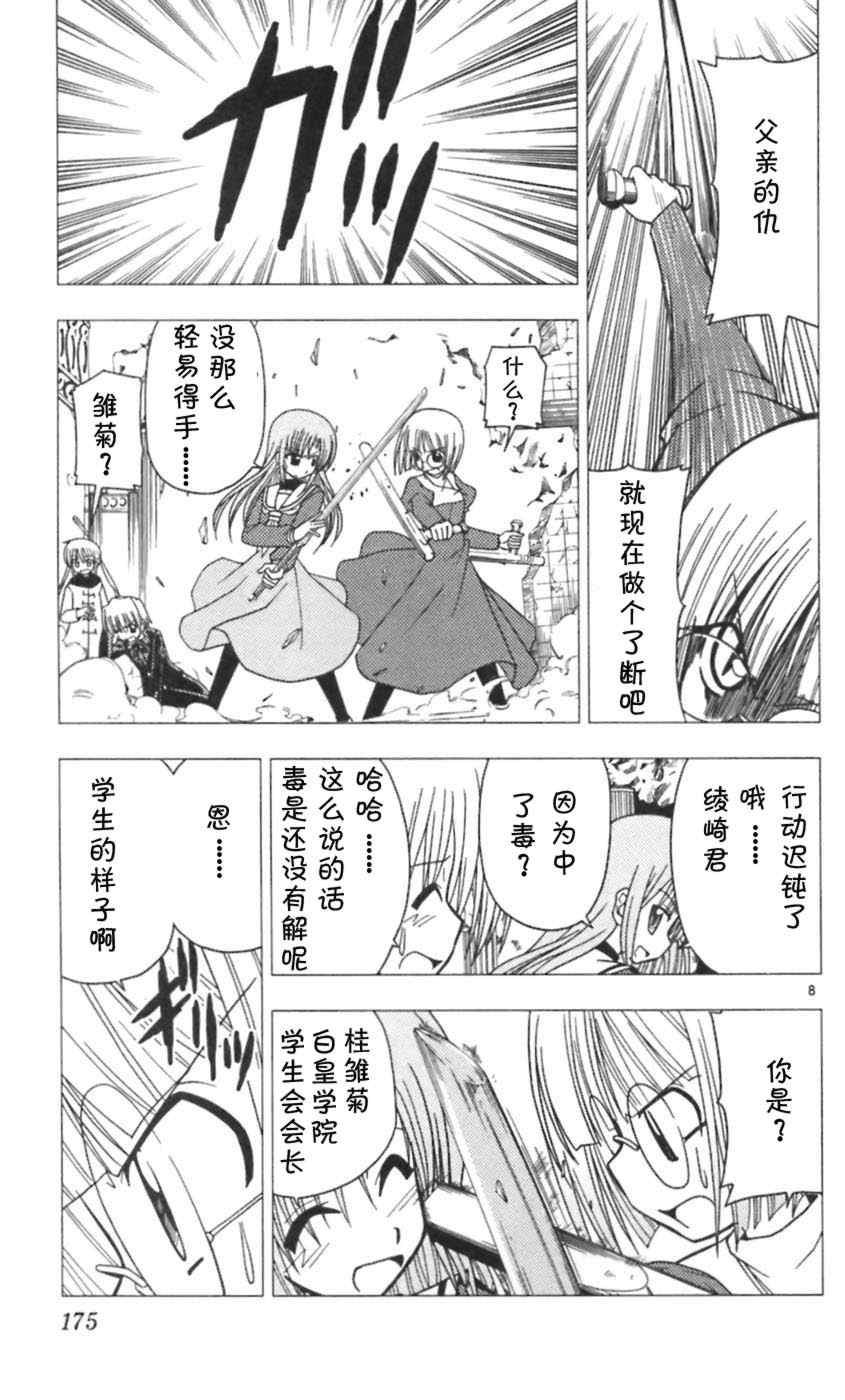 父亲的仇
就现在做个了断吧
ガッ
什么？
没那么
轻易得手……
雏菊？
行动迟钝了
哦……
绫崎君
因为中
了毒？
哈哈……
这么说的话
毒是还没有解呢
恩……
学生的样子啊
8
你是？
桂雏菊
白皇学院
学生会会长
ギリリッ
175